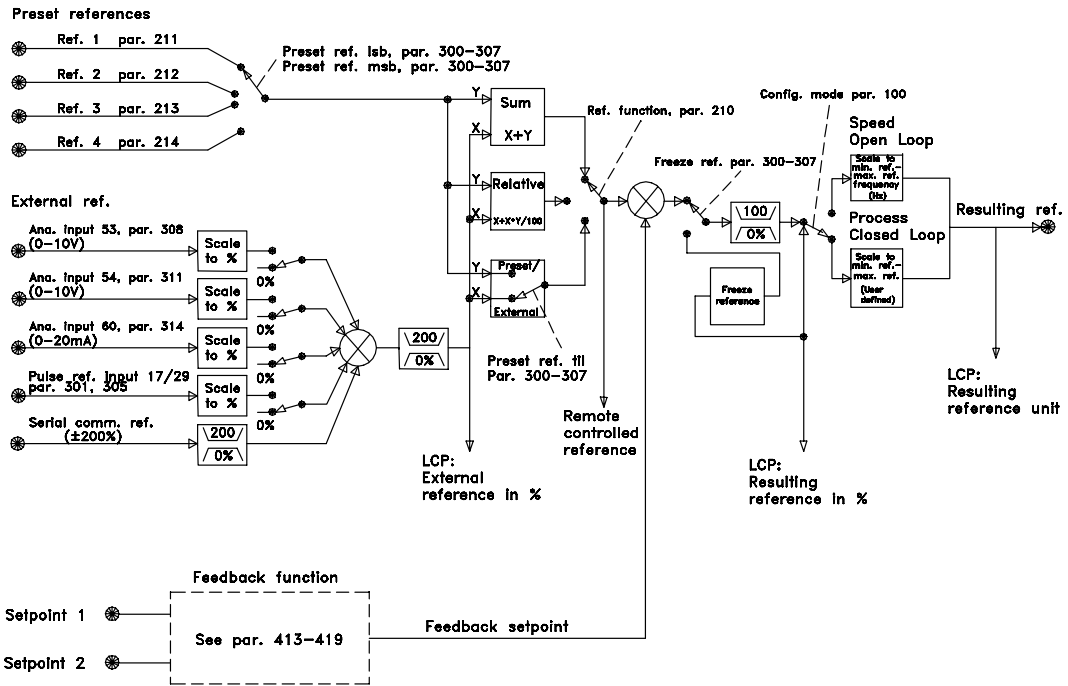 Preset references
Ref. 1 par. 211
Ref. 2 par. 212
Ref. 3 par. 213
Ref. 4 par. 214
Preset ref. lsb, par. 300-307
Preset ref. msb, par. 300-307
Y
Sum
X
X+Y
Y
Relative
X
X+X*Y/100
Y
Preset/
X
External
Ref. function, par. 210
Freeze ref. par. 300-307
Config. mode par. 100
Speed
Open Loop
Scale to
min. ref.-
max. ref.
frequenay
(Hz)
Process
Closed Loop
Scale to
min. ref.-
max. ref.
(User
defined)
Resulting ref.
100
0%
Freeze
reference
External ref.
Ana. input 53, par. 308
(0-10V)
Scale
to %
0%
Ana. input 54, par. 311
(0-10V)
Scale
to %
0%
Ana. input 60, par. 314
(0-20mA)
Scale
to %
0%
Pulse ref. input 17/29
par. 301, 305
Scale
to %
0%
Serial comm. ref.
(±200%)
200
0%
200
0%
Preset ref. til
Par. 300-307
Remote
controlled
reference
LCP:
External
reference in %
LCP:
Resulting
reference in %
LCP:
Resulting
reference unit
Feedback function
Setpoint 1
Setpoint 2
See par. 413-419
Feedback setpoint